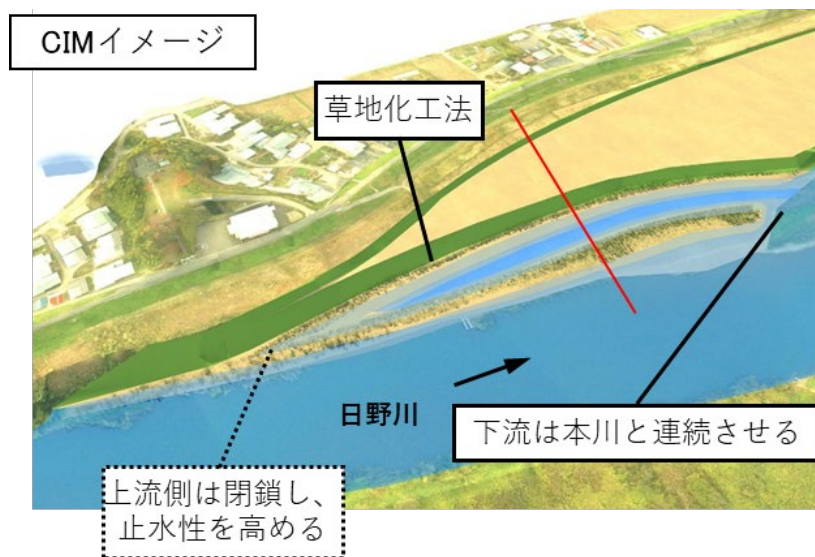 CIMイメージ
草地化工法
日野川
下流は本川と連続させる
上流側は閉鎖し、
止水性を高める